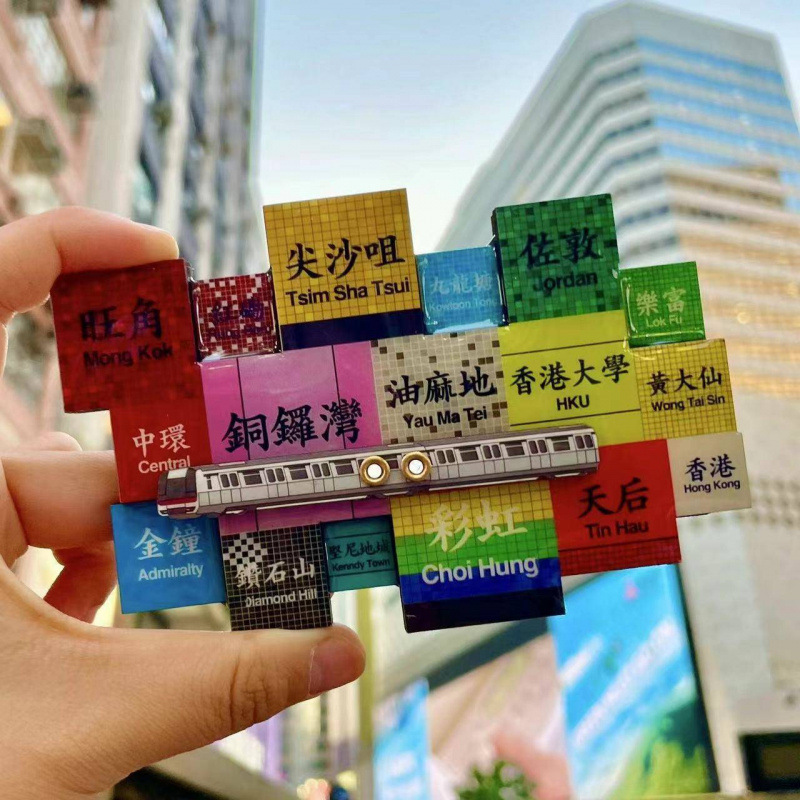 尖沙咀
Tsim Sha Tsui
佐敦
Jordan
九龍塘
Kowloon Tong
樂富
Lok Fu
旺角
Mong Kok
銅鑼灣
油麻地
Yau Ma Tei
香港大學
HKU
黃大仙
Wong Tai Sin
中環
Central
香港
Hong Kong
天后
Tin Hau
金鐘
Admiralty
鑽石山
Diamond Hill
堅尼地城
Kenndy Town
彩虹
Choi Hung